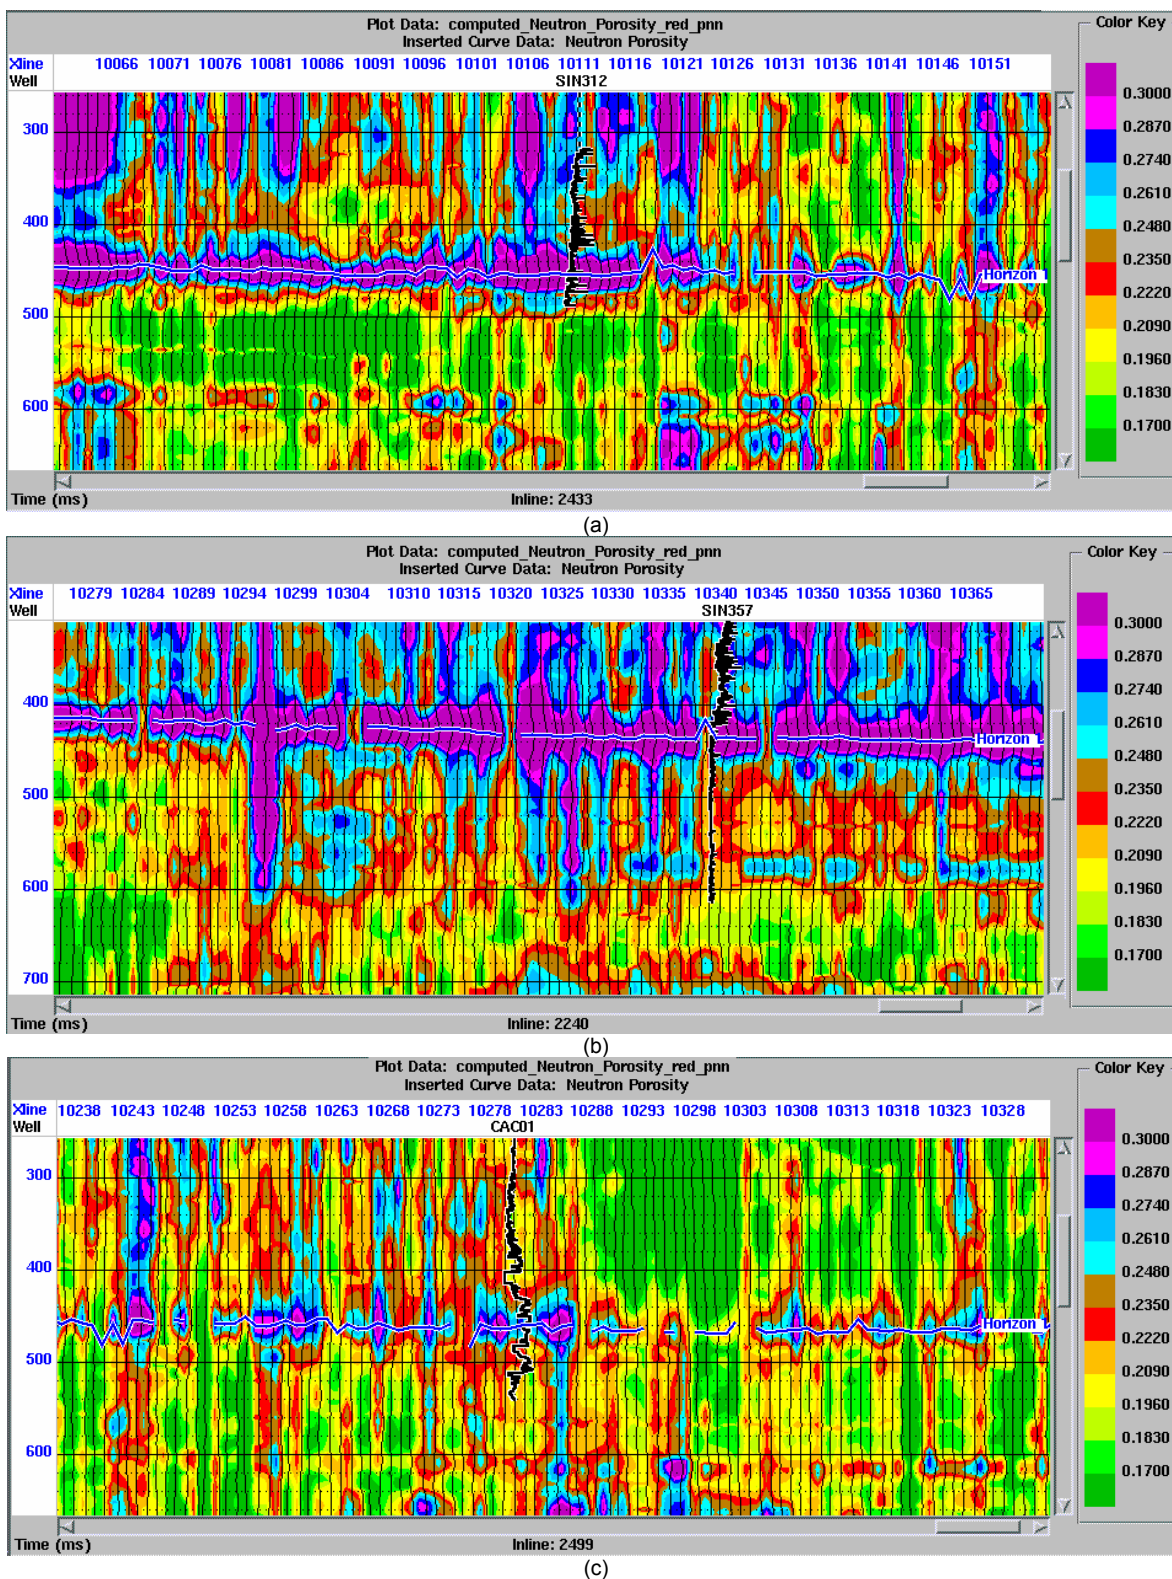 Plot Data: computed_Neutron_Porosity_red_pnn
Inserted Curve Data: Neutron Porosity
Color Key
Xline 10066 10071 10076 10081 10086 10091 10096 10101 10106 10111 10116 10121 10126 10131 10136 10141 10146 10151
Well SIN312
300
400
500
600
Horizon 1
0.3000
0.2870
0.2740
0.2610
0.2480
0.2350
0.2220
0.2090
0.1960
0.1830
0.1700
Time (ms) Inline: 2433
(a)
Plot Data: computed_Neutron_Porosity_red_pnn
Inserted Curve Data: Neutron Porosity
Color Key
Xline 10279 10284 10289 10294 10299 10304 10310 10315 10320 10325 10330 10335 10340 10345 10350 10355 10360 10365
Well SIN357
400
500
600
700
Horizon 1
0.3000
0.2870
0.2740
0.2610
0.2480
0.2350
0.2220
0.2090
0.1960
0.1830
0.1700
Time (ms) Inline: 2240
(b)
Plot Data: computed_Neutron_Porosity_red_pnn
Inserted Curve Data: Neutron Porosity
Color Key
Xline 10238 10243 10248 10253 10258 10263 10268 10273 10278 10283 10288 10293 10298 10303 10308 10313 10318 10323 10328
Well CAC01
300
400
500
600
Horizon 1
0.3000
0.2870
0.2740
0.2610
0.2480
0.2350
0.2220
0.2090
0.1960
0.1830
0.1700
Time (ms) Inline: 2499
(c)